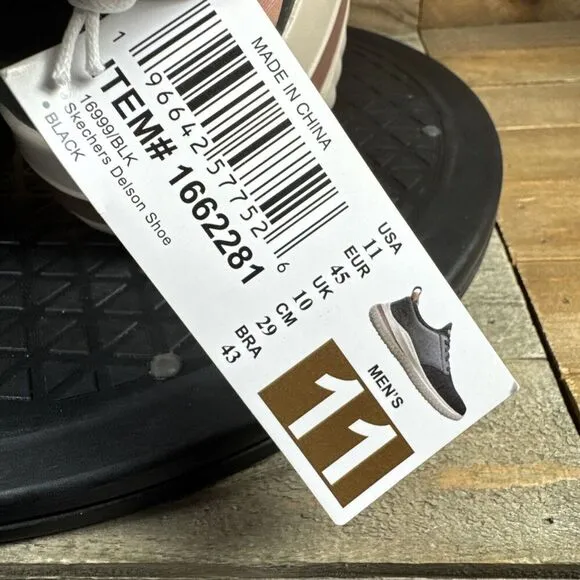 MADE IN CHINA
1 96642 57752 6
ITEM# 1662281
16999/BLK
Skechers Delson Shoe
• BLACK
USA 11
EUR 45
UK 10
CM 29
BRA 43
MEN'S
11